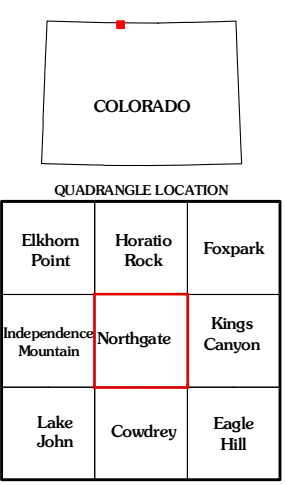 COLORADO
QUADRANGLE LOCATION
Elkhorn
Point
Horatio
Rock
Foxpark
Independence
Mountain
Northgate
Kings
Canyon
Lake
John
Cowdrey
Eagle
Hill